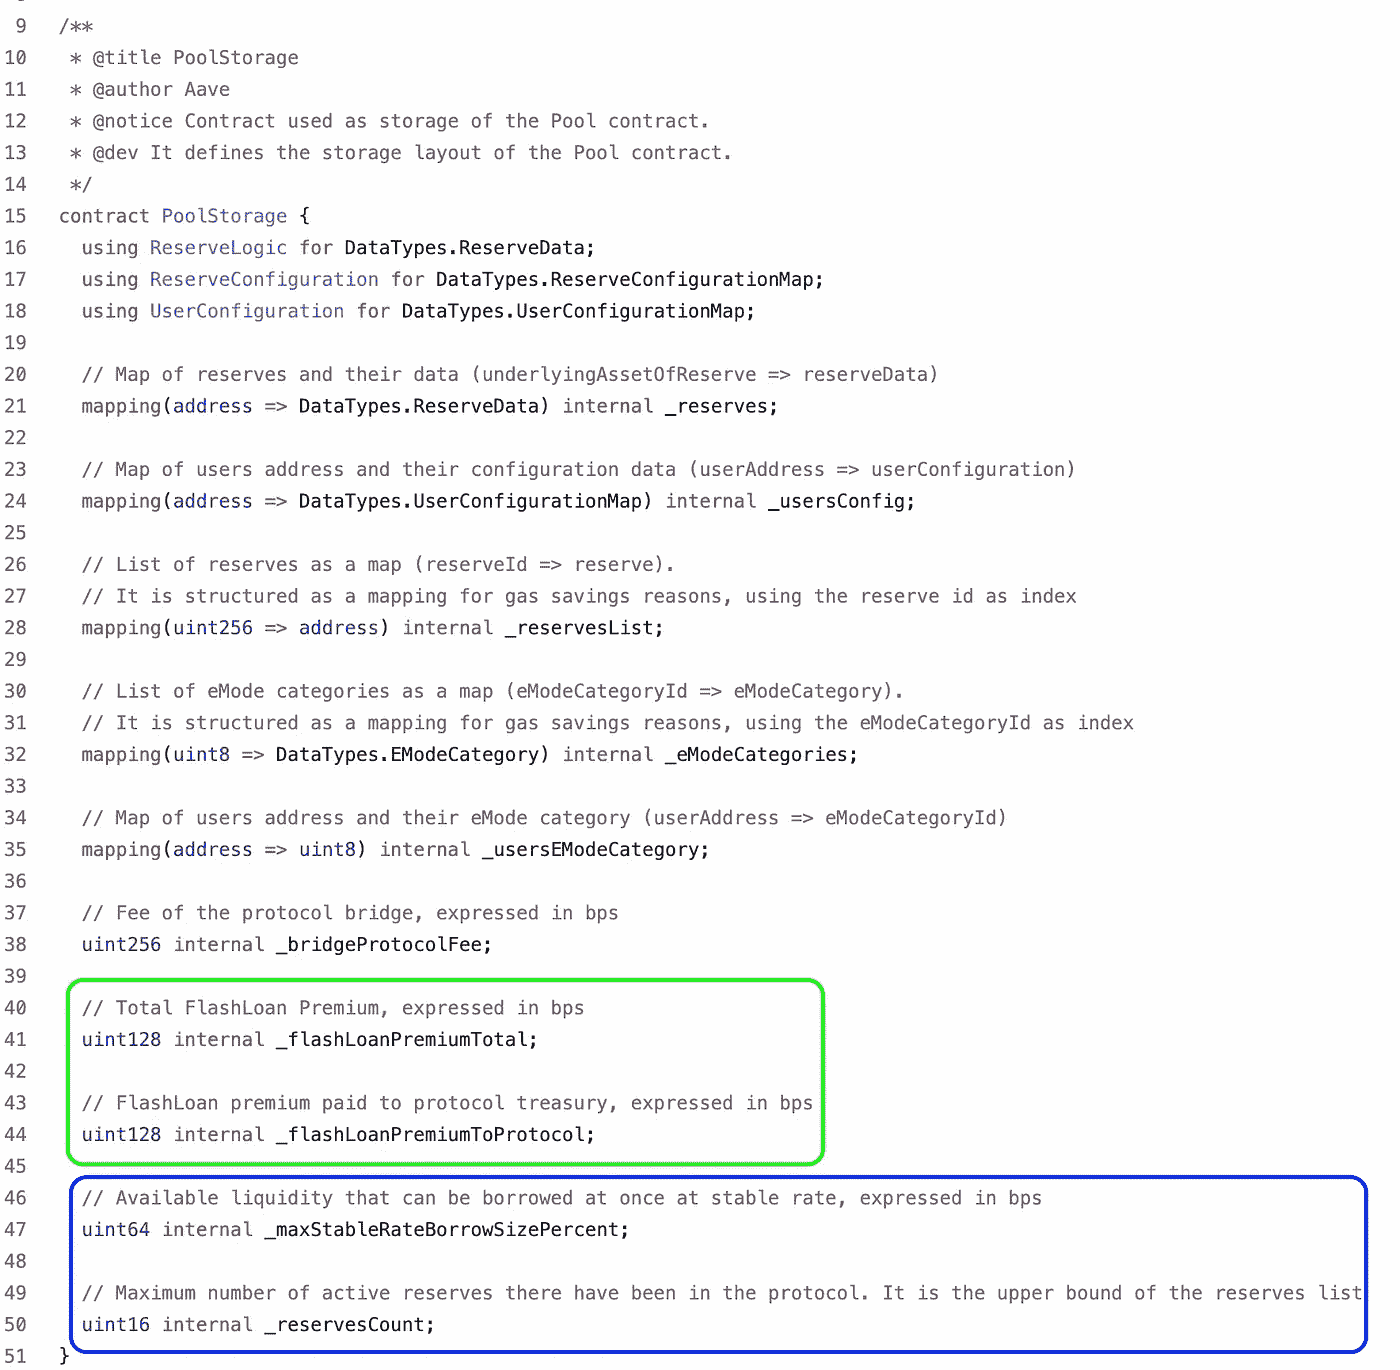 9 /**
10 * @title PoolStorage
11 * @author Aave
12 * @notice Contract used as storage of the Pool contract.
13 * @dev It defines the storage layout of the Pool contract.
14 */
15 contract PoolStorage {
16 using ReserveLogic for DataTypes.ReserveData;
17 using ReserveConfiguration for DataTypes.ReserveConfigurationMap;
18 using UserConfiguration for DataTypes.UserConfigurationMap;
19
20 // Map of reserves and their data (underlyingAssetOfReserve => reserveData)
21 mapping(address => DataTypes.ReserveData) internal _reserves;
22
23 // Map of users address and their configuration data (userAddress => userConfiguration)
24 mapping(address => DataTypes.UserConfigurationMap) internal _usersConfig;
25
26 // List of reserves as a map (reserveId => reserve).
27 // It is structured as a mapping for gas savings reasons, using the reserve id as index
28 mapping(uint256 => address) internal _reservesList;
29
30 // List of eMode categories as a map (eModeCategoryId => eModeCategory).
31 // It is structured as a mapping for gas savings reasons, using the eModeCategoryId as index
32 mapping(uint8 => DataTypes.EModeCategory) internal _eModeCategories;
33
34 // Map of users address and their eMode category (userAddress => eModeCategoryId)
35 mapping(address => uint8) internal _usersEModeCategory;
36
37 // Fee of the protocol bridge, expressed in bps
38 uint256 internal _bridgeProtocolFee;
39
40 // Total FlashLoan Premium, expressed in bps
41 uint128 internal _flashLoanPremiumTotal;
42
43 // FlashLoan premium paid to protocol treasury, expressed in bps
44 uint128 internal _flashLoanPremiumToProtocol;
45
46 // Available liquidity that can be borrowed at once at stable rate, expressed in bps
47 uint64 internal _maxStableRateBorrowSizePercent;
48
49 // Maximum number of active reserves there have been in the protocol. It is the upper bound of the reserves list
50 uint16 internal _reservesCount;
51 }